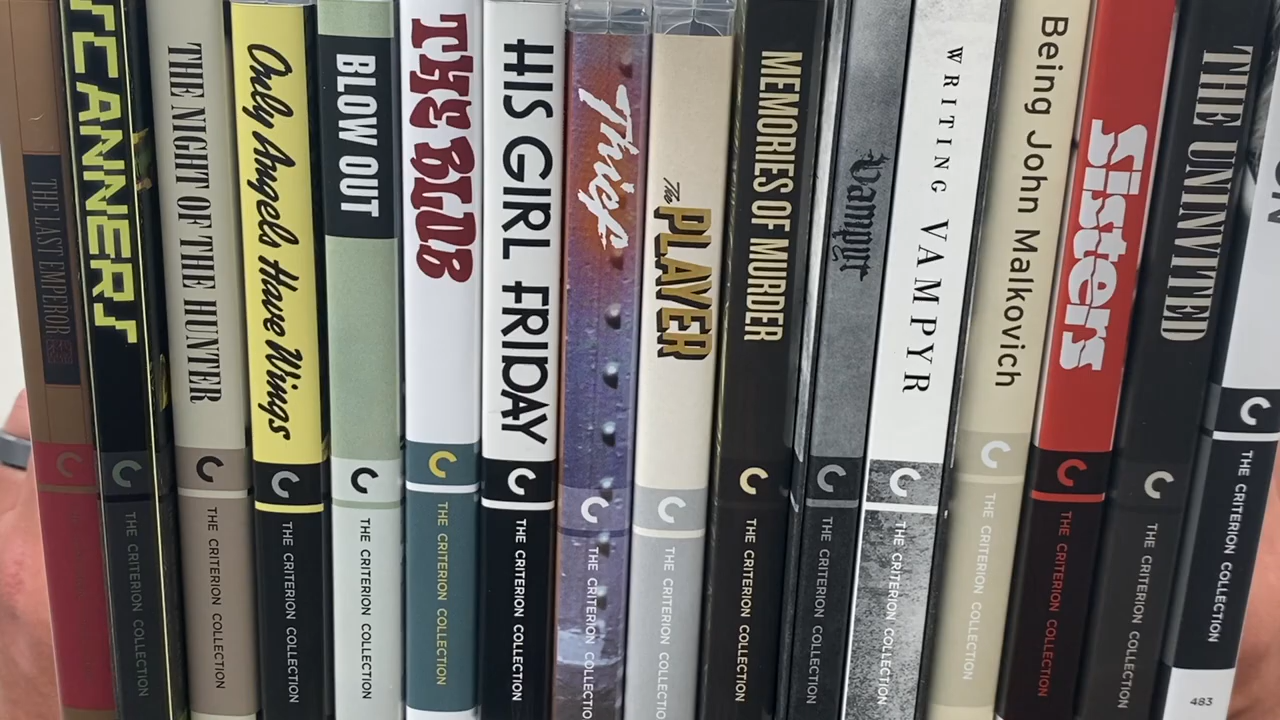 THE LAST EMPEROR
SCANNERS
THE CRITERION COLLECTION
THE NIGHT OF THE HUNTER
THE CRITERION COLLECTION
Only Angels Have Wings
THE CRITERION COLLECTION
BLOW OUT
THE CRITERION COLLECTION
THE BLOB
THE CRITERION COLLECTION
HIS GIRL FRIDAY
THE CRITERION COLLECTION
Thief
THE CRITERION COLLECTIO
The PLAYER
THE CRITERION COLLECTIO
MEMORIES OF MURDER
THE CRITERION COLLECTION
Vampyr
THE CRITERION COLLECTION
WRITING VAMPYR
THE CRITERION COLLECTION
Being John Malkovich
THE CRITERION COLLECTION
Sisters
THE CRITERION COLLECTION
THE UNINVITED
THE CRITERION COLLECTION
ON
THE CRITERION COLLECTION
483